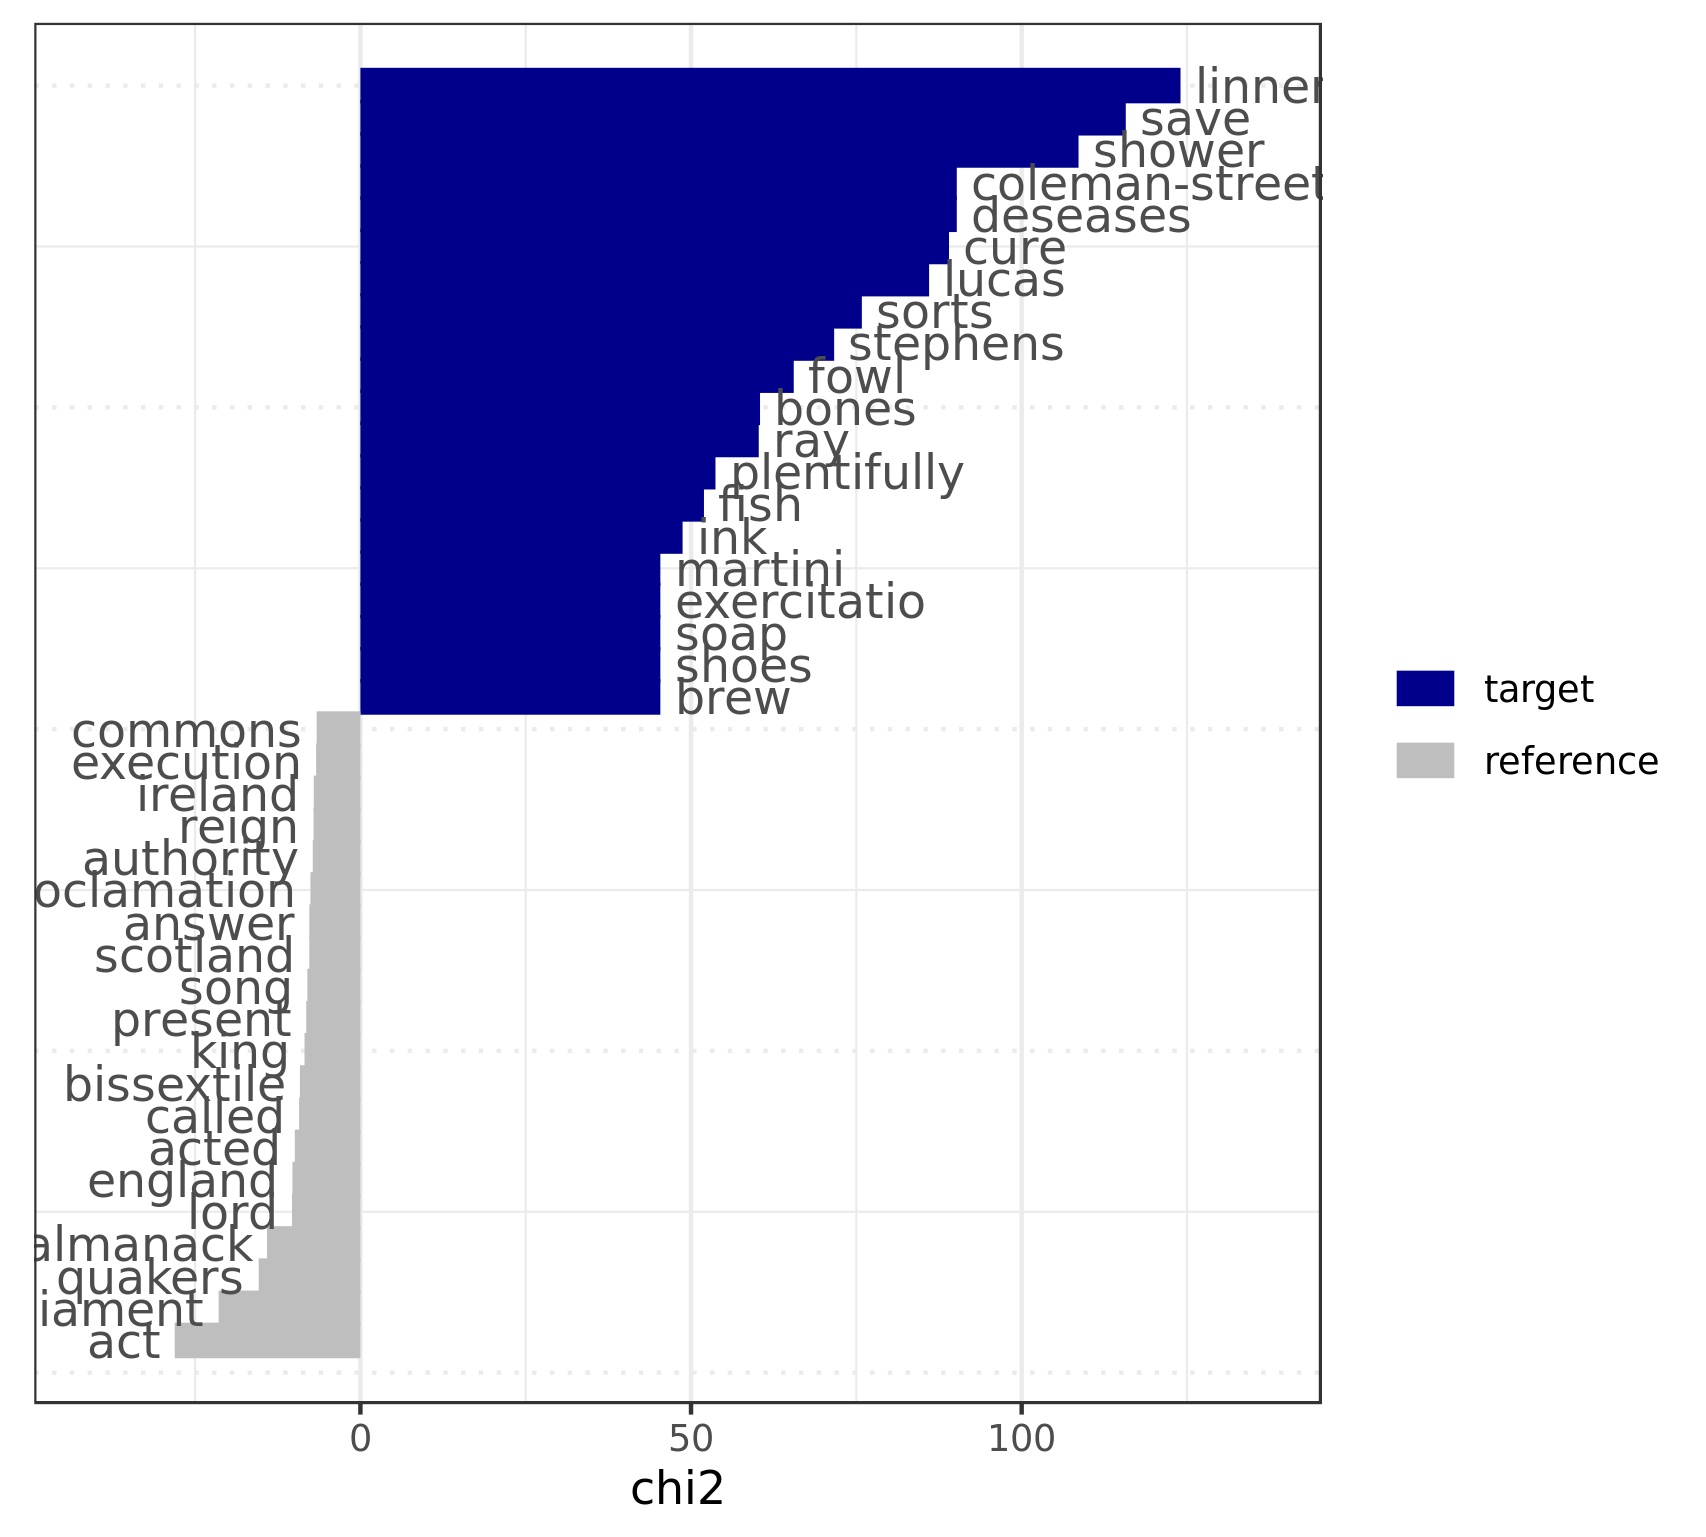 linner
save
shower
coleman-street
deseases
cure
lucas
sorts
stephens
fowl
bones
ray
plentifully
fish
ink
martini
exercitatio
soap
shoes
brew
commons
execution
ireland
reign
authority
oclamation
answer
scotland
song
present
king
bissextile
called
acted
england
lord
almanack
quakers
iament
act
target
reference
0 50 100
chi2